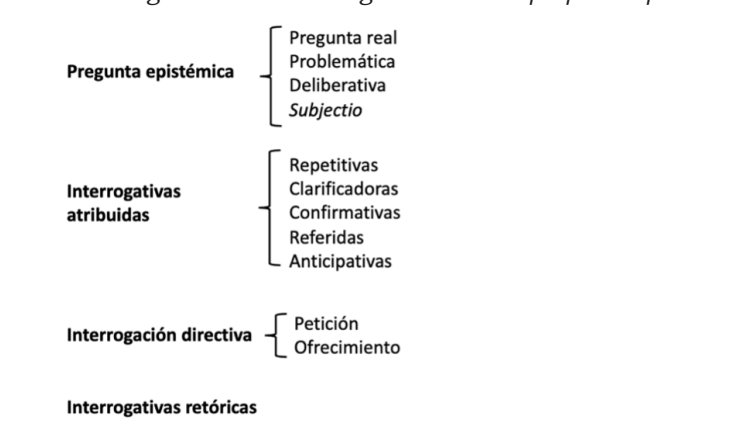 Pregunta epistémica
Pregunta real
Problemática
Deliberativa
Subjectio
Interrogativas
atribuidas
Repetitivas
Clarificadoras
Confirmativas
Referidas
Anticipativas
Interrogación directiva
Petición
Ofrecimiento
Interrogativas retóricas